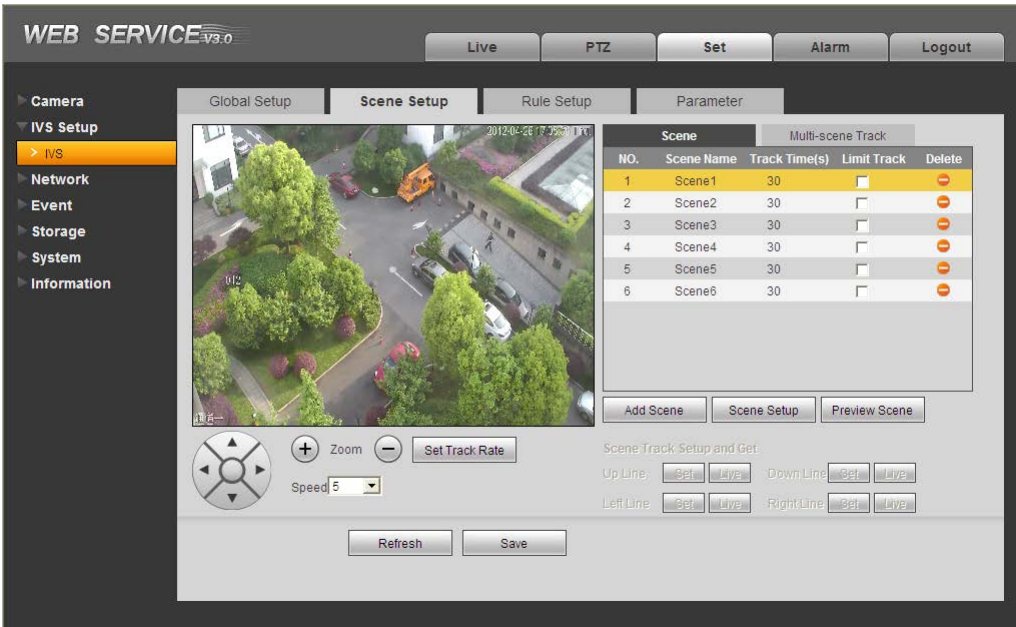 WEB SERVICE V3.0
Live PTZ Set Alarm Logout
Camera
IVS Setup
> IVS
Network
Event
Storage
System
Information
Global Setup Scene Setup Rule Setup Parameter
012
Scene Multi-scene Track
NO. Scene Name Track Time(s) Limit Track Delete
1 Scene1 30
2 Scene2 30
3 Scene3 30
4 Scene4 30
5 Scene5 30
6 Scene6 30
Add Scene Scene Setup Preview Scene
Zoom Set Track Rate
Speed 5
Scene Track Setup and Get
Up Line Set Live Down Line Set Live
Left Line Set Live Right Line Set Live
Refresh Save